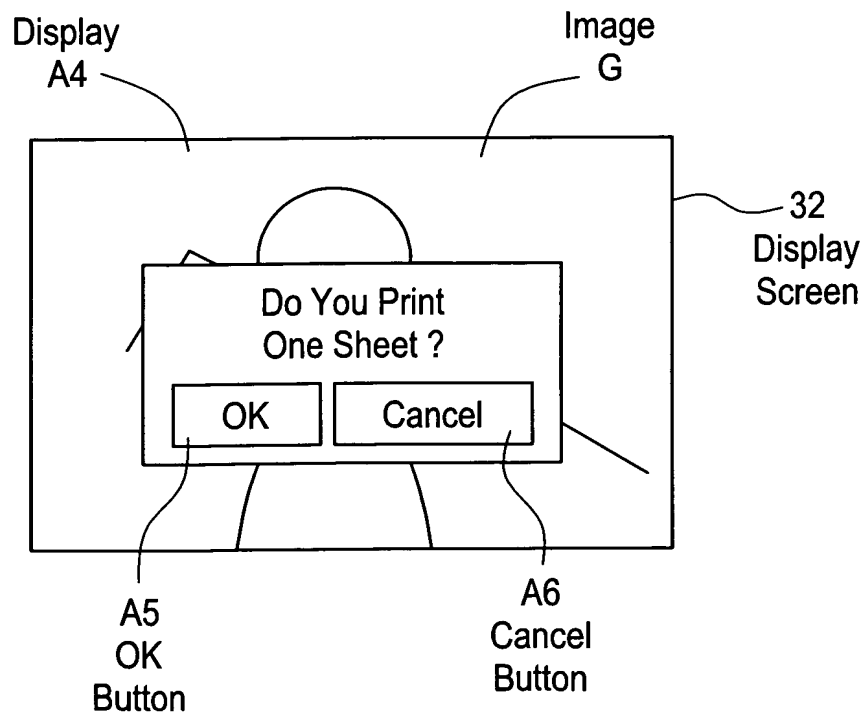 Display
A4
Image
G
32
Display
Screen
Do You Print
One Sheet ?
OK
Cancel
A5
OK
Button
A6
Cancel
Button